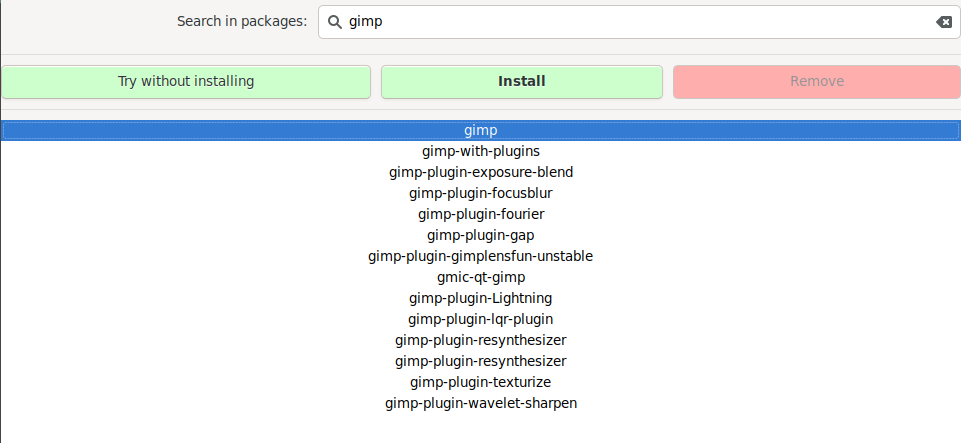 Search in packages: gimp
Try without installing Install Remove
gimp
gimp-with-plugins
gimp-plugin-exposure-blend
gimp-plugin-focusblur
gimp-plugin-fourier
gimp-plugin-gap
gimp-plugin-gimplensfun-unstable
gmic-qt-gimp
gimp-plugin-Lightning
gimp-plugin-lqr-plugin
gimp-plugin-resynthesizer
gimp-plugin-resynthesizer
gimp-plugin-texturize
gimp-plugin-wavelet-sharpen